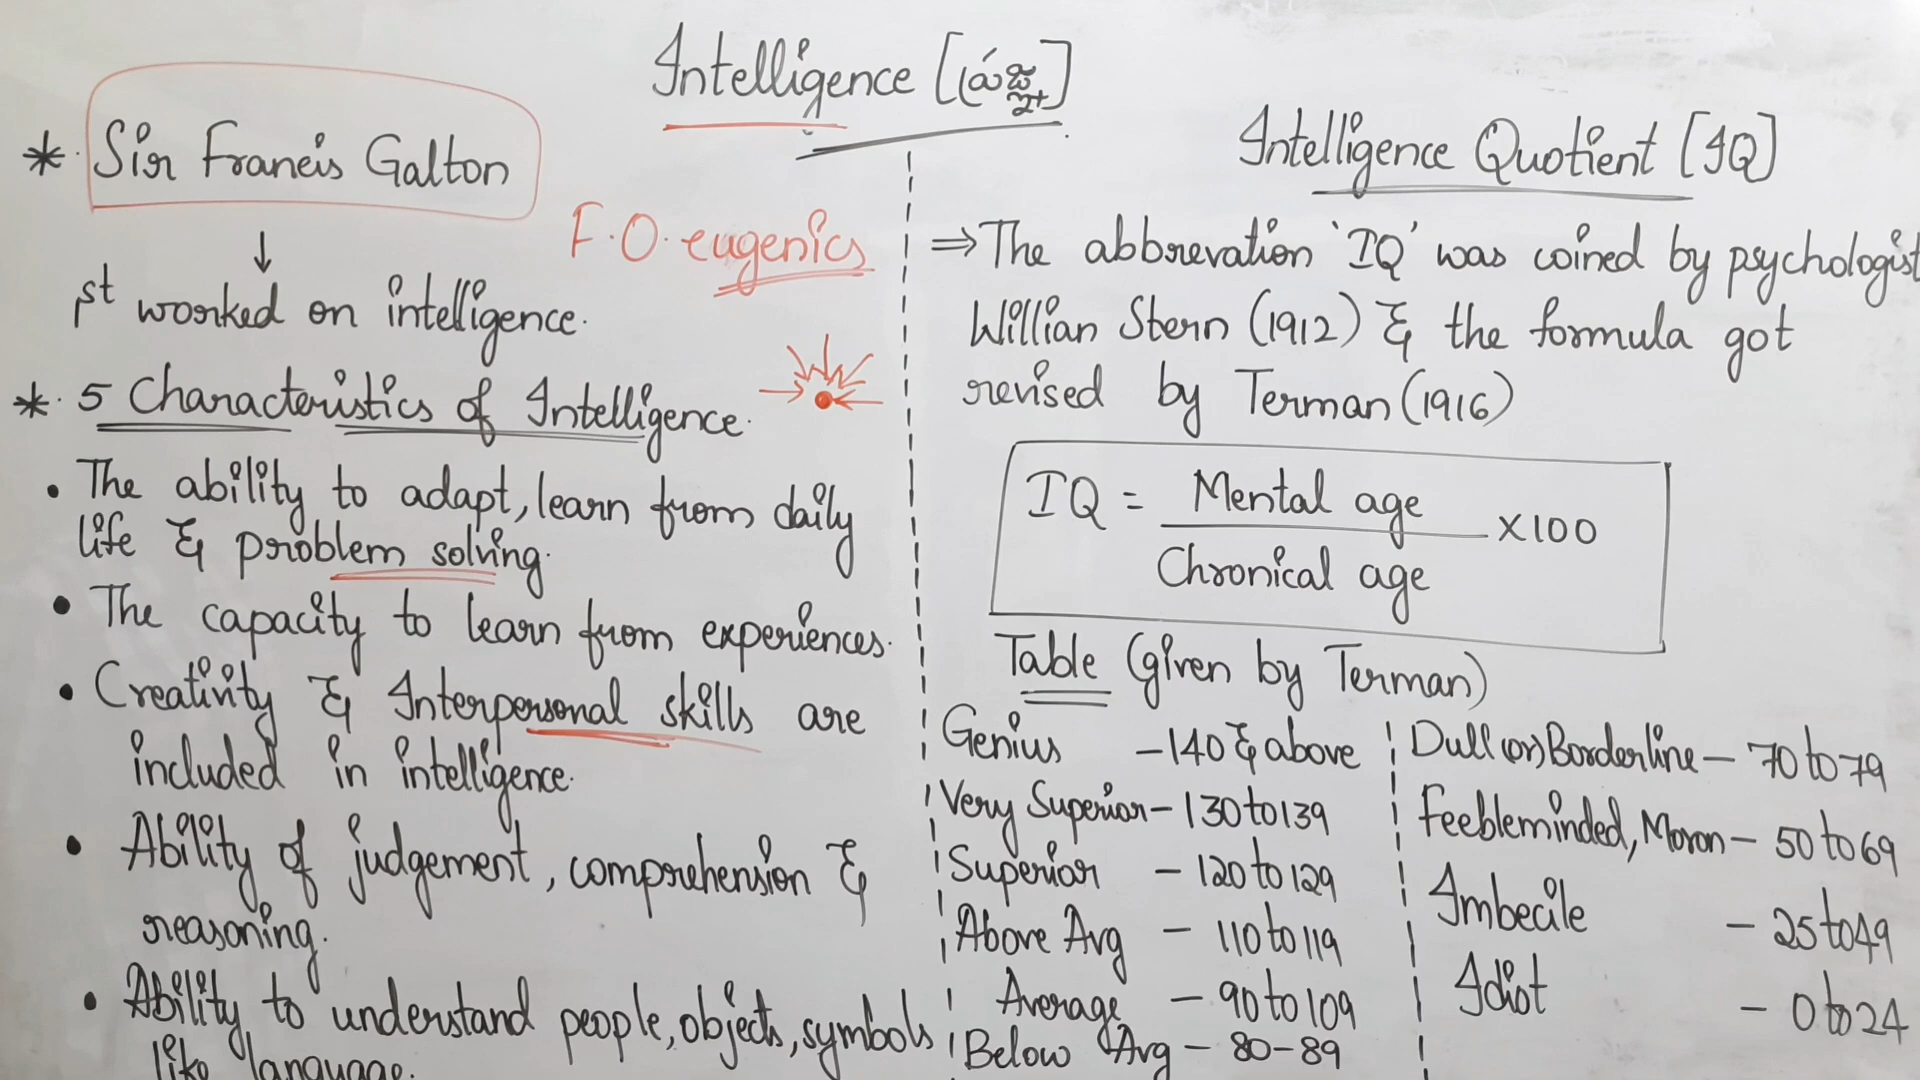 Intelligence [ప్రజ్ఞ]
* Sir Francis Galton
F.O. eugenics
↓
1st worked on intelligence.
* 5 Characteristics of Intelligence.
• The ability to adapt, learn from daily
life & problem solving.
• The capacity to learn from experiences.
• Creativity & Interpersonal skills are
included in intelligence.
• Ability of judgement, comprehension &
reasoning.
• Ability to understand people, objects, symbols
like language.
Intelligence Quotient [IQ]
⇒ The abbrevation 'IQ' was coined by psychologist
Willian Stern (1912) & the formula got
revised by Terman (1916)
IQ = Mental age
Chronical age
×100
Table (given by Terman)
Genius - 140 & above
Very Superior - 130 to 139
Superior - 120 to 129
Above Avg - 110 to 119
Average - 90 to 109
Below Avg - 80-89
Dull (or) Borderline - 70 to 79
Feebleminded, Moron - 50 to 69
Imbecile - 25 to 49
Idiot - 0 to 24